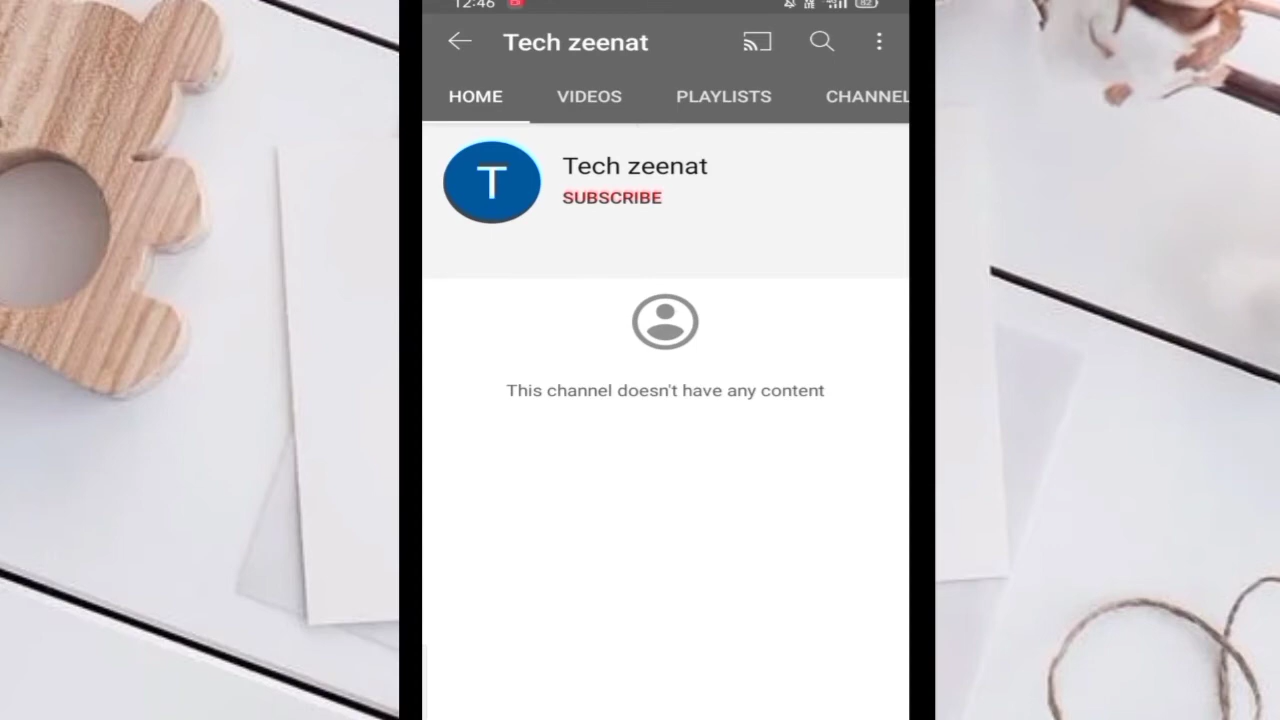 12:46
Tech zeenat
HOME VIDEOS PLAYLISTS CHANNEL
T
Tech zeenat
SUBSCRIBE
This channel doesn't have any content